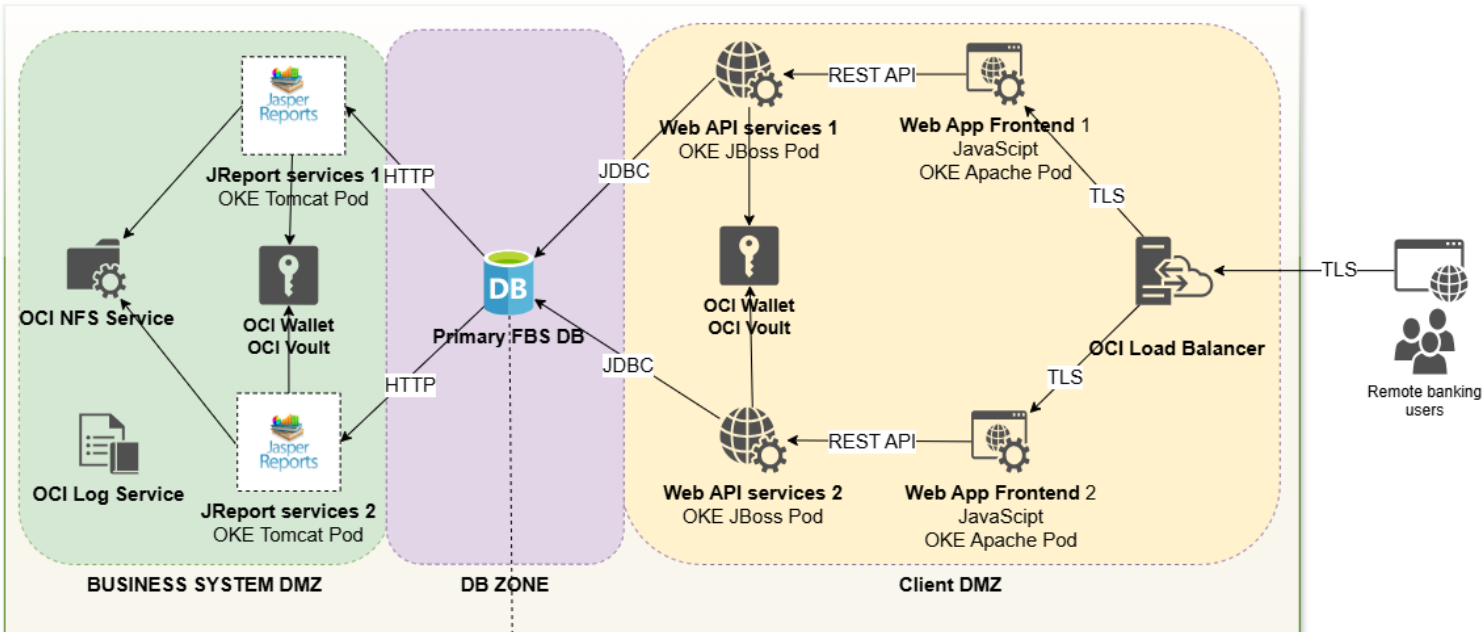 Jasper
Reports
JReport services 1
OKE Tomcat Pod
HTTP
OCI NFS Service
OCI Wallet
OCI Voult
Jasper
Reports
OCI Log Service
JReport services 2
OKE Tomcat Pod
HTTP
BUSINESS SYSTEM DMZ
DB
Primary FBS DB
DB ZONE
JDBC
JDBC
Web API services 1
OKE JBoss Pod
REST API
Web App Frontend 1
JavaScipt
OKE Apache Pod
TLS
OCI Wallet
OCI Voult
OCI Load Balancer
TLS
Web API services 2
OKE JBoss Pod
REST API
Web App Frontend 2
JavaScipt
OKE Apache Pod
Client DMZ
TLS
Remote banking
users